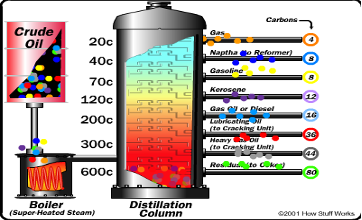 Carbons
Crude
Oil
20c
40c
70c
120c
200c
300c
600c
Gas
4
Naptha (to Reformer)
8
Gasoline
8
Kerosene
12
Gas Oil or Diesel
16
Lubricating Oil
(to Cracking Unit)
36
Heavy Oil
(to Cracking Unit)
44
Residual (to Coker)
80
Boiler
(Super-Heated Steam)
Distillation
Column
©2001 How Stuff Works